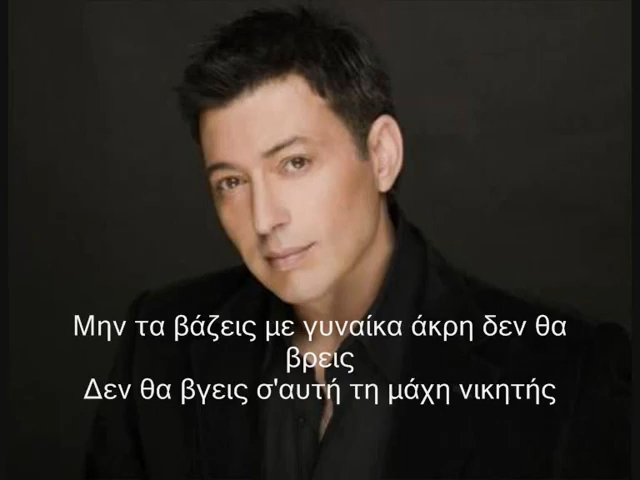 Μην τα βάζεις με γυναίκα άκρη δεν θα
βρεις
Δεν θα βγεις σ'αυτή τη μάχη νικητής